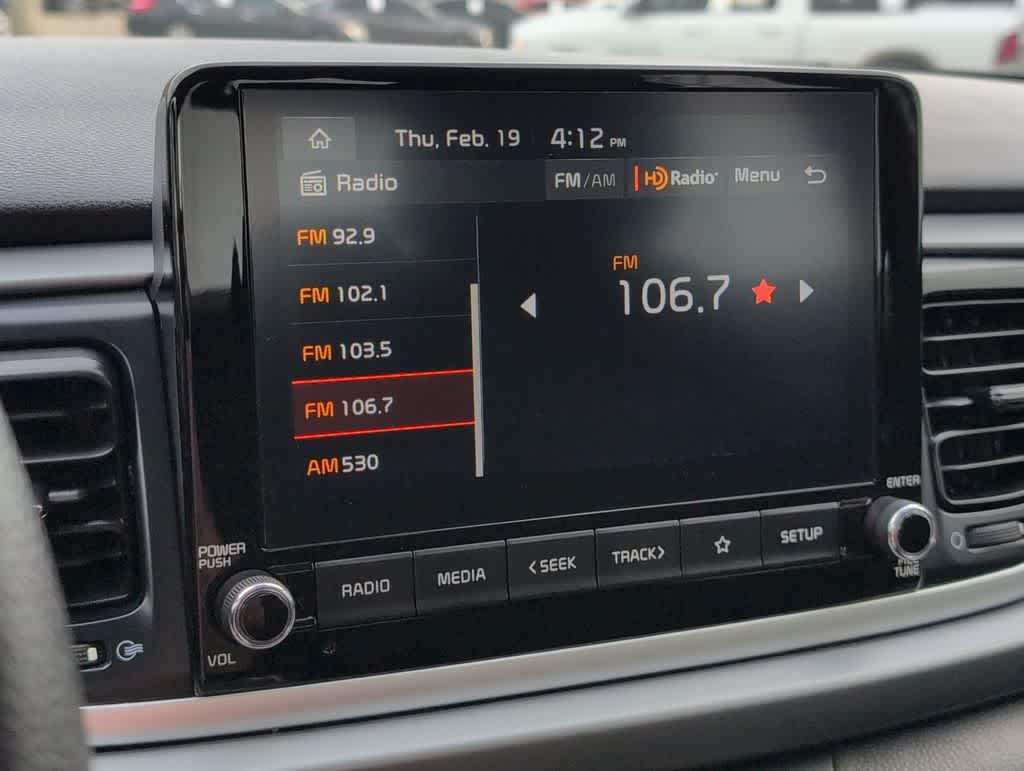 Thu, Feb. 19 4:12 PM
Radio FM/AM HD Radio Menu
FM 92.9
FM 102.1
FM 103.5
FM 106.7
AM 530
FM
106.7
POWER
PUSH
VOL
RADIO MEDIA <SEEK TRACK> SETUP
ENTER
TUNE